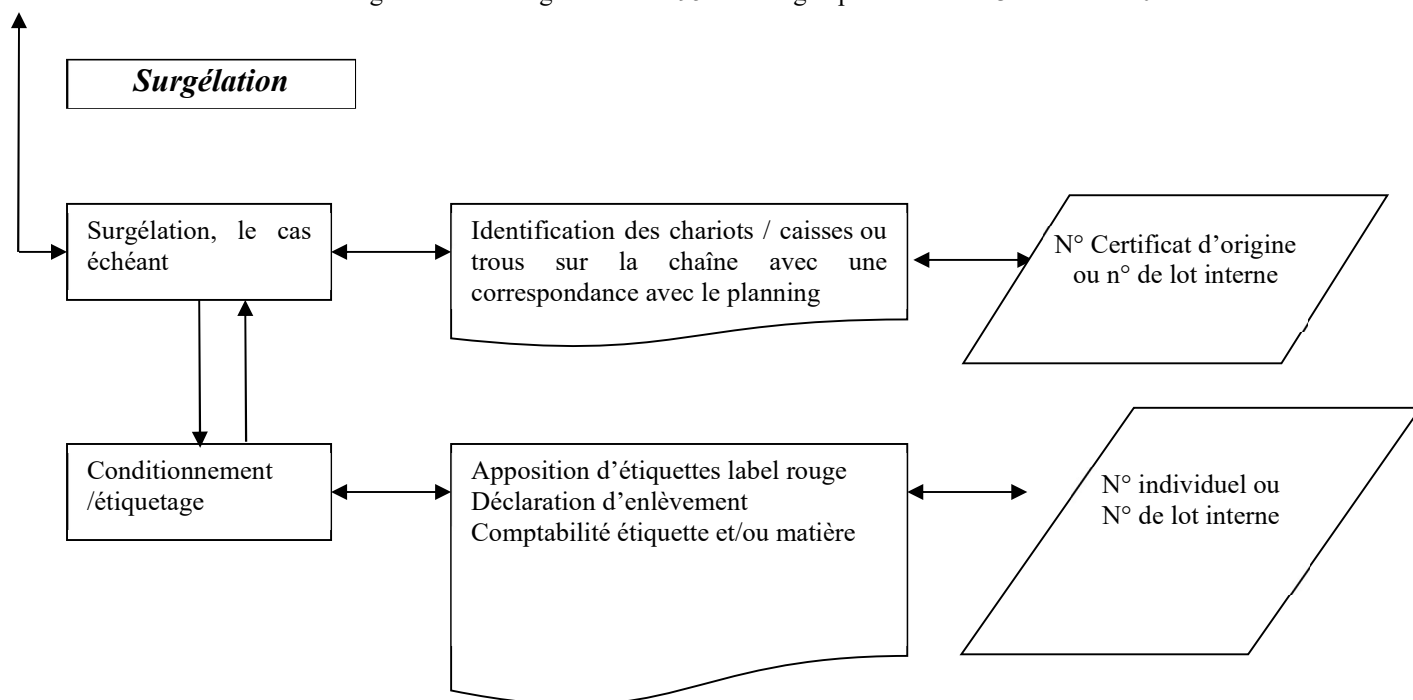 Surgélation
Surgélation, le cas
échéant
Identification des chariots / caisses ou
trous sur la chaîne avec une
correspondance avec le planning
N° Certificat d’origine
ou n° de lot interne
Conditionnement
/étiquetage
Apposition d’étiquettes label rouge
Déclaration d’enlèvement
Comptabilité étiquette et/ou matière
N° individuel ou
N° de lot interne